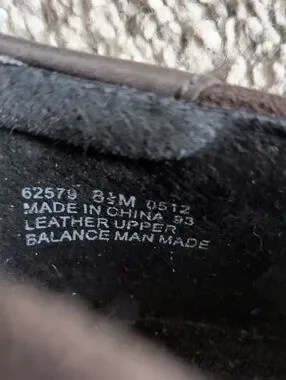 62579 8½M 0512
MADE IN CHINA 93
LEATHER UPPER
BALANCE MAN MADE